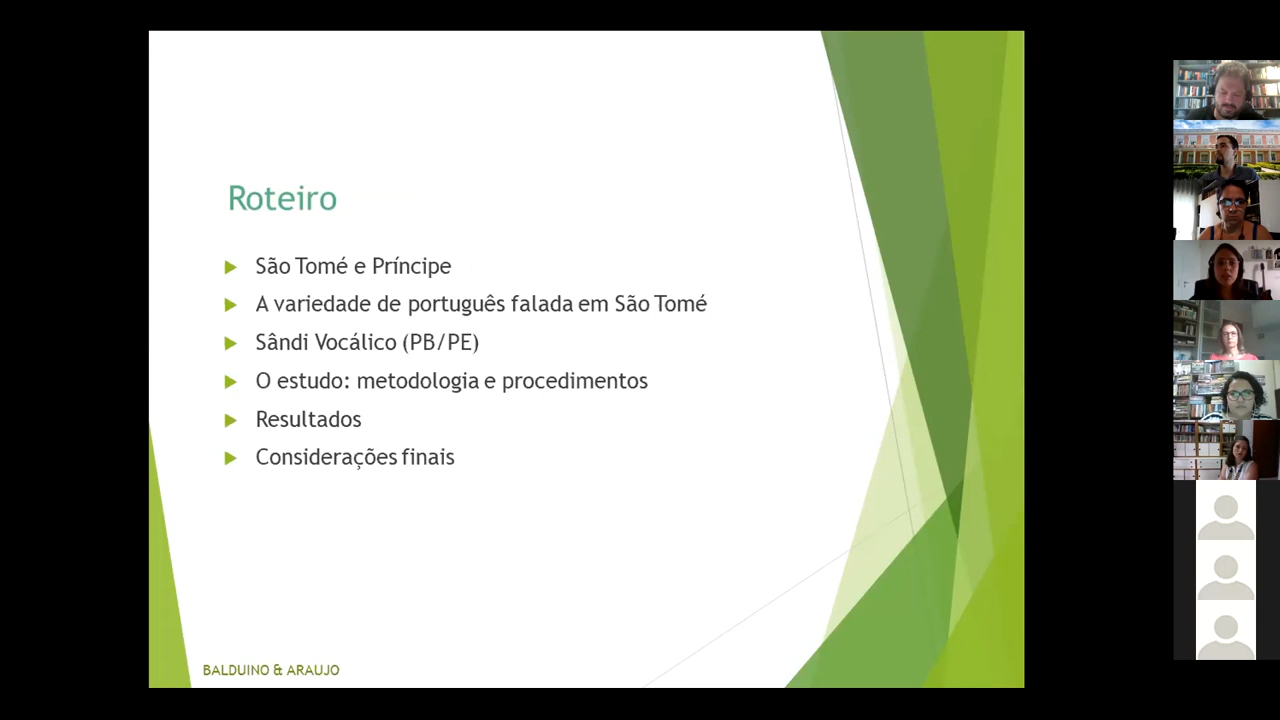 Roteiro
São Tomé e Príncipe
A variedade de português falada em São Tomé
Sândi Vocálico (PB/PE)
O estudo: metodologia e procedimentos
Resultados
Considerações finais
BALDUINO & ARAUJO